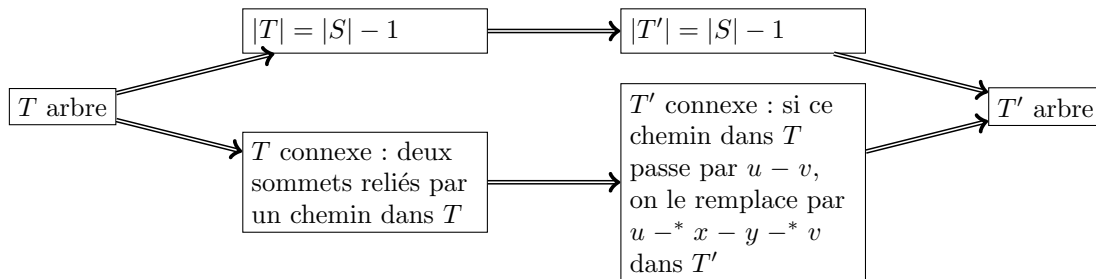 |T| = |S| − 1
|T′| = |S| − 1
T arbre
T connexe : deux
sommets reliés par
un chemin dans T
T′ connexe : si ce
chemin dans T
passe par u − v,
on le remplace par
u −* x − y −* v
dans T′
T′ arbre